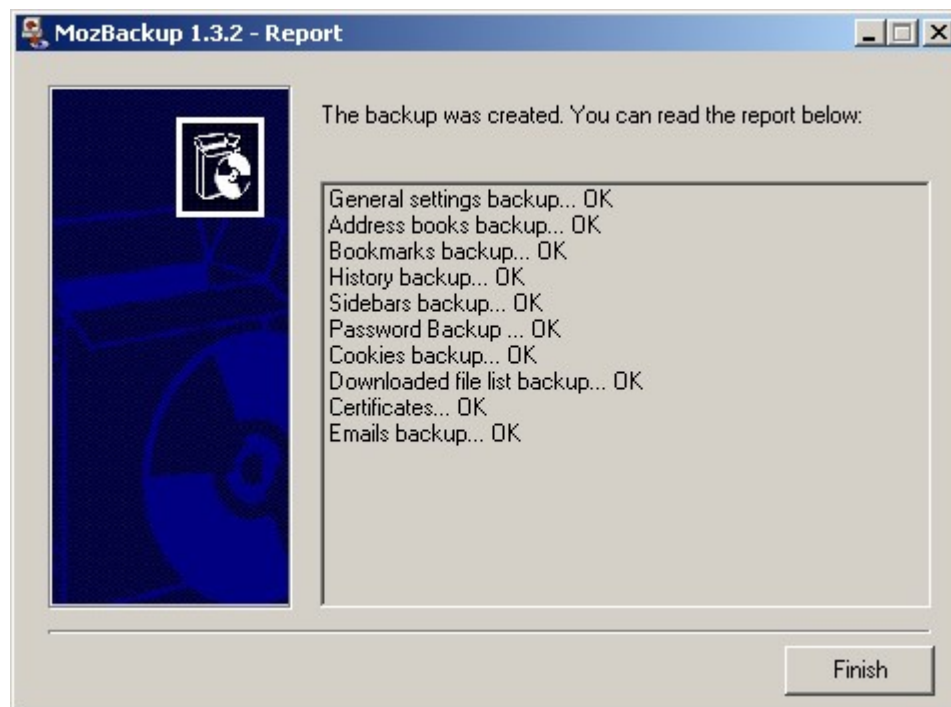 MozBackup 1.3.2 - Report
The backup was created. You can read the report below:
General settings backup... OK
Address books backup... OK
Bookmarks backup... OK
History backup... OK
Sidebars backup... OK
Password Backup ... OK
Cookies backup... OK
Downloaded file list backup... OK
Certificates... OK
Emails backup... OK
Finish